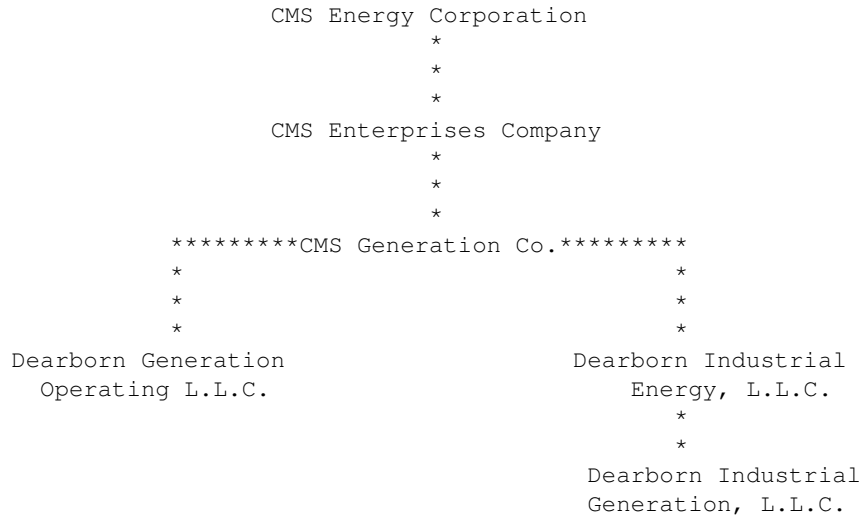 CMS Energy Corporation
*
*
*
CMS Enterprises Company
*
*
*
*********CMS Generation Co.*********
* *
* *
* *
Dearborn Generation Dearborn Industrial
Operating L.L.C. Energy, L.L.C.
*
*
Dearborn Industrial
Generation, L.L.C.